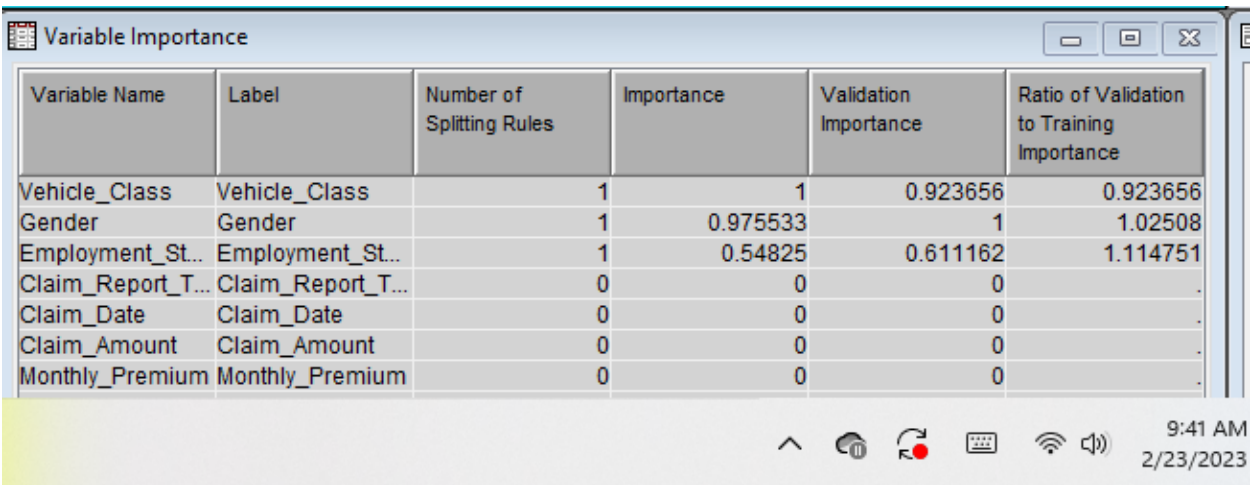 Variable Importance
Variable Name Label Number of Splitting Rules Importance Validation Importance Ratio of Validation to Training Importance
Vehicle_Class Vehicle_Class 1 1 0.923656 0.923656
Gender Gender 1 0.975533 1 1.02508
Employment_St... Employment_St... 1 0.54825 0.611162 1.114751
Claim_Report_T... Claim_Report_T... 0 0 0 .
Claim_Date Claim_Date 0 0 0 .
Claim_Amount Claim_Amount 0 0 0 .
Monthly_Premium Monthly_Premium 0 0 0 .
9:41 AM
2/23/2023